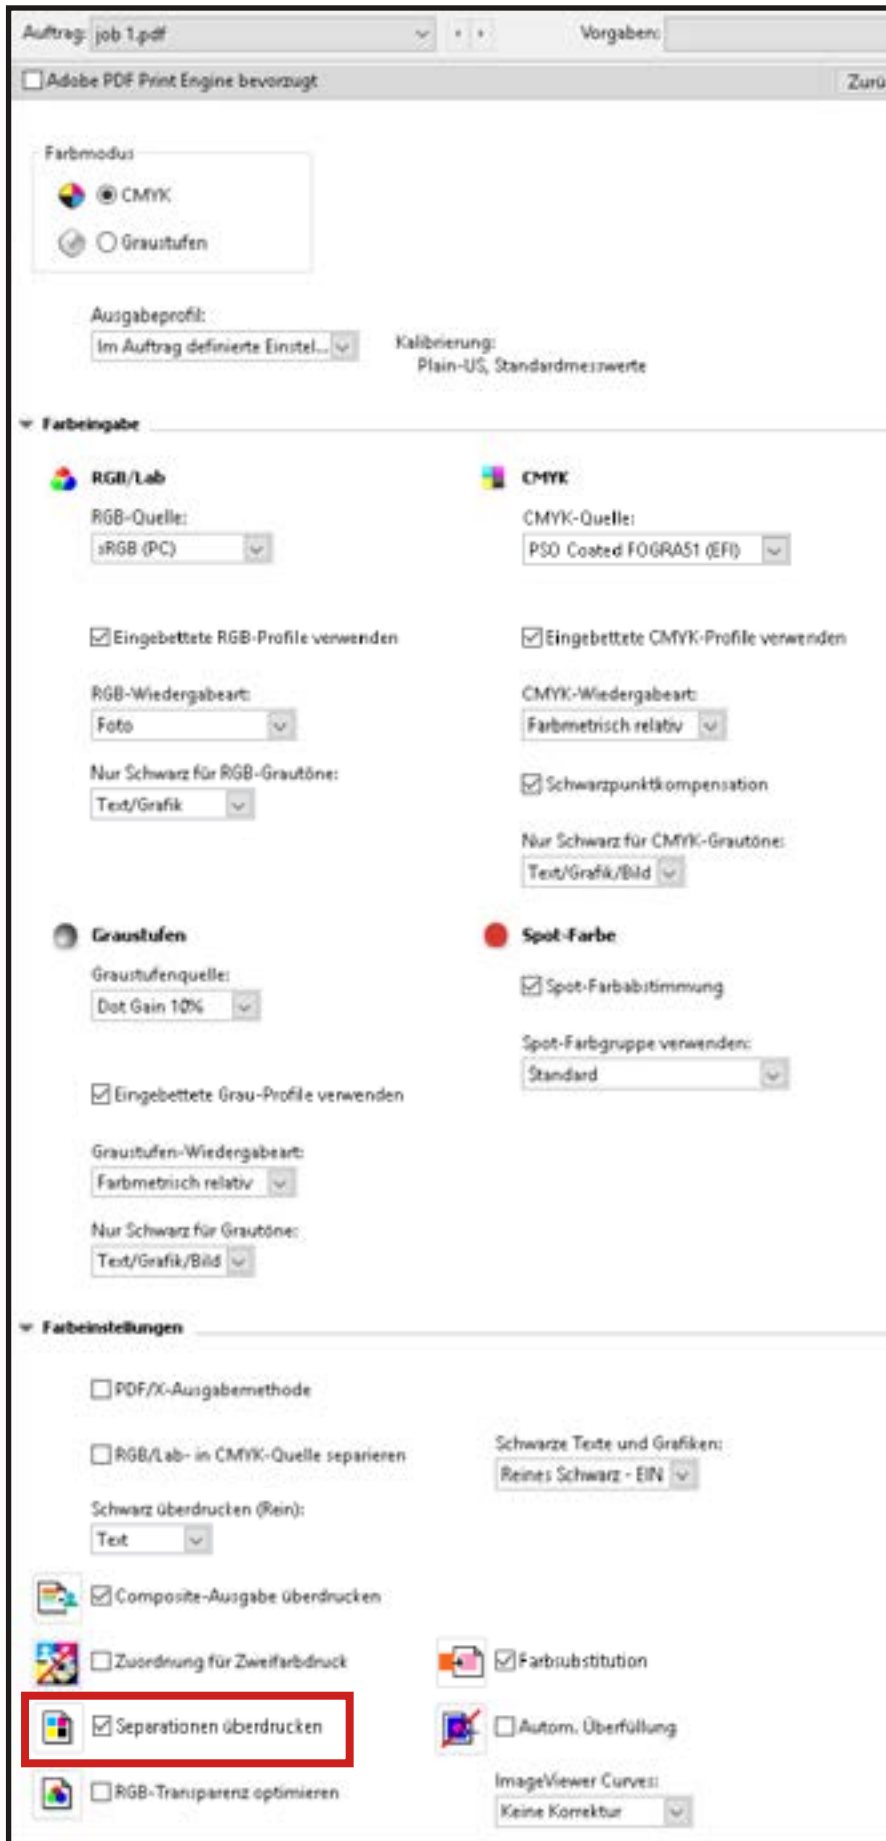 Auftrag: job 1.pdf Vorgaben:
Adobe PDF Print Engine bevorzugt Zurü
Farbmodus
CMYK
Graustufen
Ausgabeprofil:
Im Auftrag definierte Einstel...
Kalibrierung:
Plain-US, Standardmesswerte
Farbeingabe
RGB/Lab
RGB-Quelle:
sRGB (PC)
Eingebettete RGB-Profile verwenden
RGB-Wiedergabeart:
Foto
Nur Schwarz für RGB-Grautöne:
Text/Grafik
CMYK
CMYK-Quelle:
PSO Coated FOGRA51 (EFI)
Eingebettete CMYK-Profile verwenden
CMYK-Wiedergabeart:
Farbmetrisch relativ
Schwarzpunktkompensation
Nur Schwarz für CMYK-Grautöne:
Text/Grafik/Bild
Graustufen
Graustufenquelle:
Dot Gain 10%
Eingebettete Grau-Profile verwenden
Graustufen-Wiedergabeart:
Farbmetrisch relativ
Nur Schwarz für Grautöne:
Text/Grafik/Bild
Spot-Farbe
Spot-Farbabstimmung
Spot-Farbgruppe verwenden:
Standard
Farbeinstellungen
PDF/X-Ausgabemethode
RGB/Lab- in CMYK-Quelle separieren
Schwarze Texte und Grafiken:
Reines Schwarz - EIN
Schwarz überdrucken (Rein):
Text
Composite-Ausgabe überdrucken
Zuordnung für Zweifarbdruck
Farbsubstitution
Separationen überdrucken
Autom. Überfüllung
RGB-Transparenz optimieren
ImageViewer Curves:
Keine Korrektur